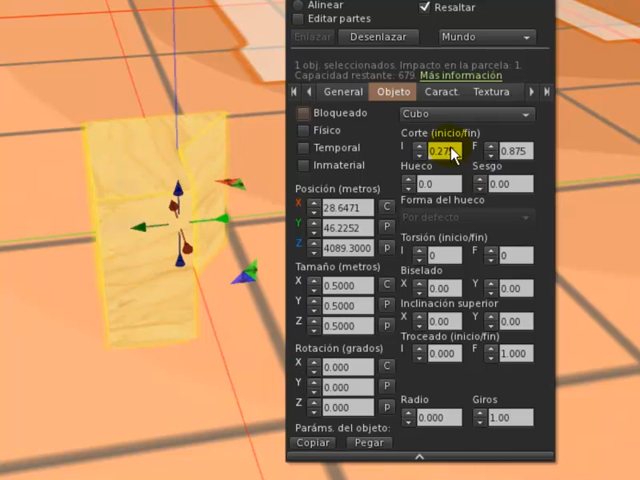 Alinear
Resaltar
Editar partes
Enlazar Desenlazar Mundo
1 obj. seleccionados. Impacto en la parcela: 1.
Capacidad restante: 679. Más información
General Objeto Caract. Textura
Bloqueado
Físico
Temporal
Inmaterial
Posición (metros)
X 28.6471 C
Y 46.2252 P
Z 4089.3000 P
Tamaño (metros)
X 0.5000 C
Y 0.5000 P
Z 0.5000 P
Rotación (grados)
X 0.000 C
Y 0.000 P
Z 0.000 P
Paráms. del objeto:
Copiar Pegar
Cubo
Corte (inicio/fin)
I F 0.875
Hueco Sesgo
0.0 0.00
Forma del hueco
Por defecto
Torsión (inicio/fin)
I 0 F 0
Biselado
X 0.00 Y 0.00
Inclinación superior
X 0.00 Y 0.00
Troceado (inicio/fin)
I 0.000 F 1.000
Radio Giros
0.000 1.00